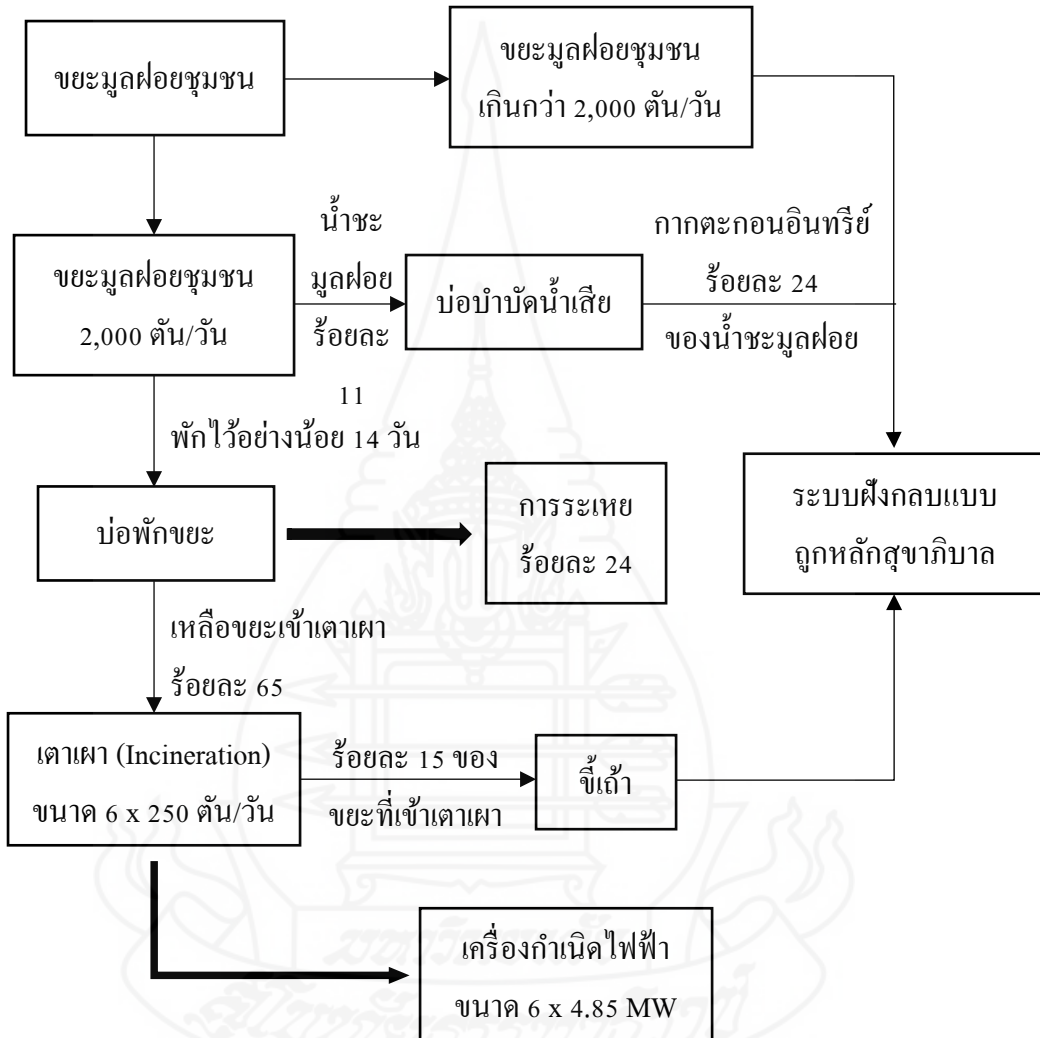 ขยะมูลฝอยชุมชน
ขยะมูลฝอยชุมชน
เกินกว่า 2,000 ตัน/วัน
ขยะมูลฝอยชุมชน
2,000 ตัน/วัน
น้ำชะ
มูลฝอย
ร้อยละ
11
บ่อบำบัดน้ำเสีย
กากตะกอนอินทรีย์
ร้อยละ 24
ของน้ำชะมูลฝอย
พักไว้อย่างน้อย 14 วัน
บ่อพักขยะ
การระเหย
ร้อยละ 24
ระบบฝังกลบแบบ
ถูกหลักสุขาภิบาล
เหลือขยะเข้าเตาเผา
ร้อยละ 65
เตาเผา (Incineration)
ขนาด 6 x 250 ตัน/วัน
ร้อยละ 15 ของ
ขยะที่เข้าเตาเผา
ขี้เถ้า
เครื่องกำเนิดไฟฟ้า
ขนาด 6 x 4.85 MW